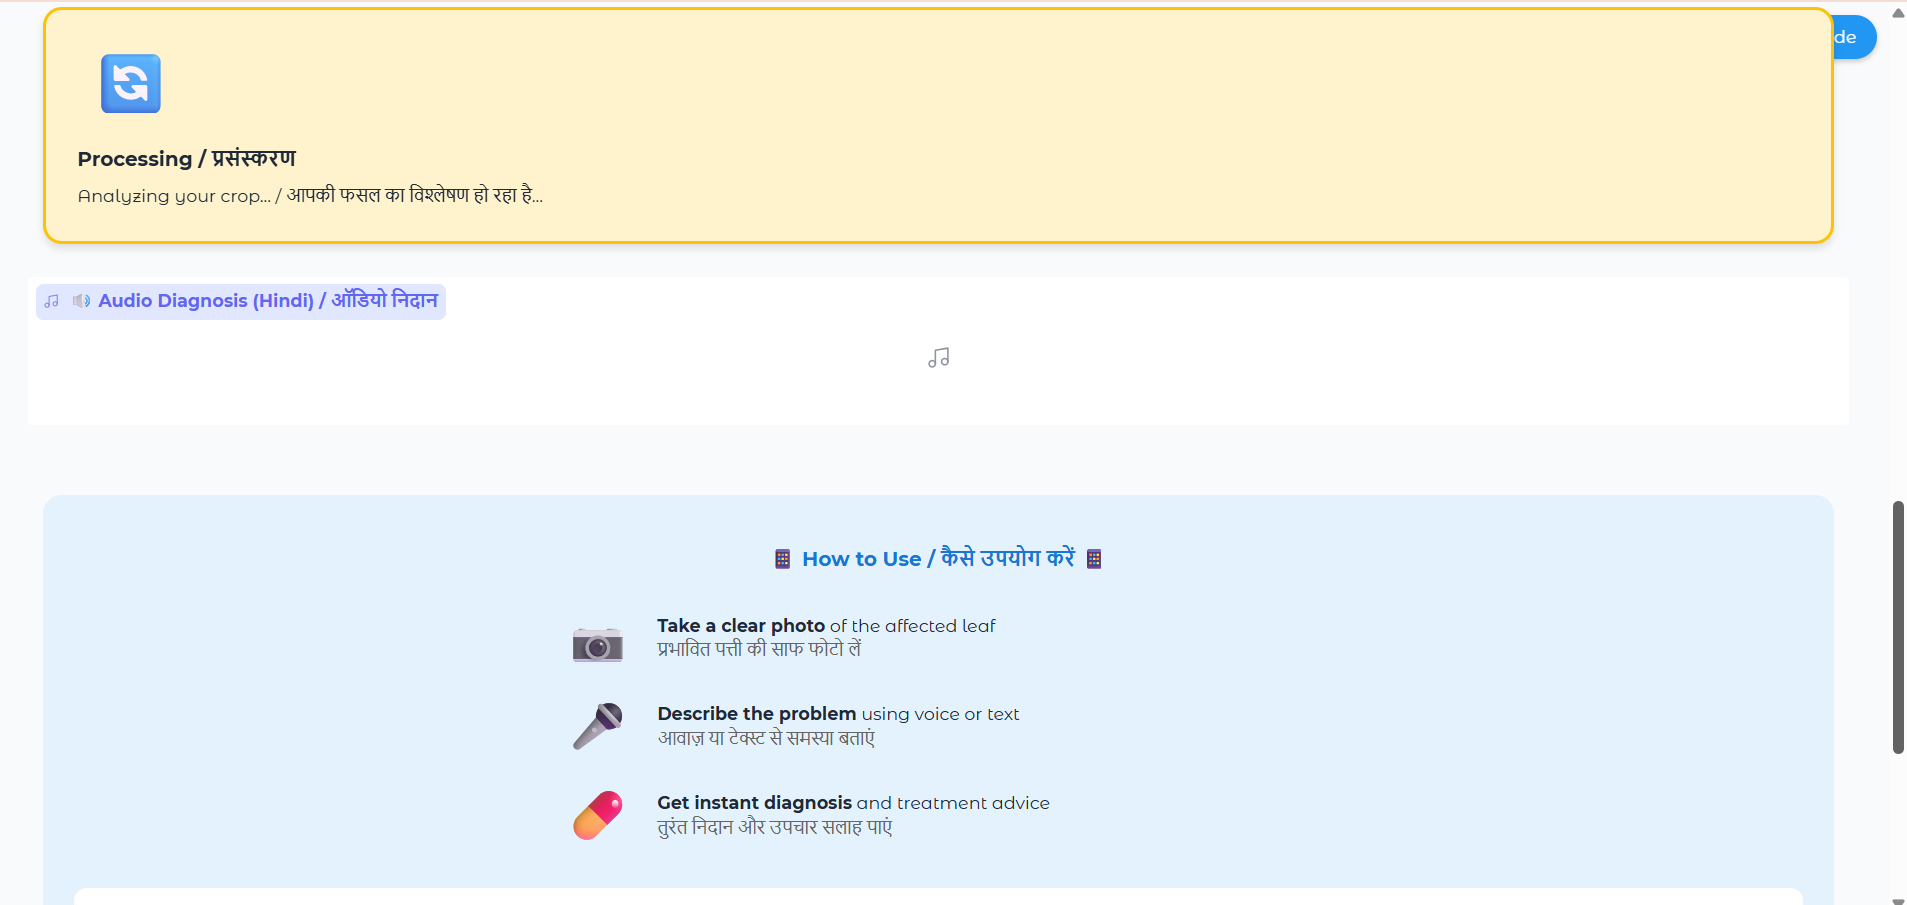 de
Processing / प्रसंस्करण
Analyzing your crop... / आपकी फसल का विश्लेषण हो रहा है...
Audio Diagnosis (Hindi) / ऑडियो निदान
How to Use / कैसे उपयोग करें
Take a clear photo of the affected leaf
प्रभावित पत्ती की साफ फोटो लें
Describe the problem using voice or text
आवाज़ या टेक्स्ट से समस्या बताएं
Get instant diagnosis and treatment advice
तुरंत निदान और उपचार सलाह पाएं